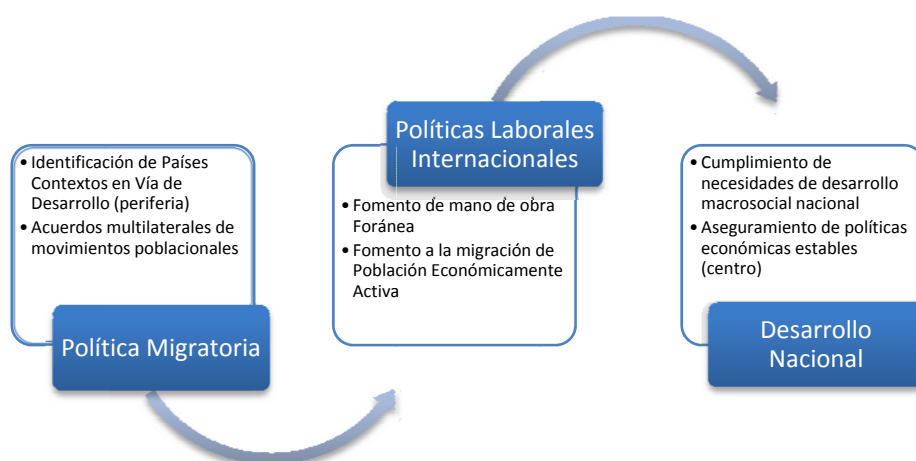 • Identificación de Países
Contextos en Vía de
Desarrollo (periferia)
• Acuerdos multilaterales de
movimientos poblacionales
Política Migratoria
Políticas Laborales
Internacionales
• Fomento de mano de obra
Foránea
• Fomento a la migración de
Población Económicamente
Activa
• Cumplimiento de
necesidades de desarrollo
macrosocial nacional
• Aseguramiento de políticas
económicas estables
(centro)
Desarrollo
Nacional